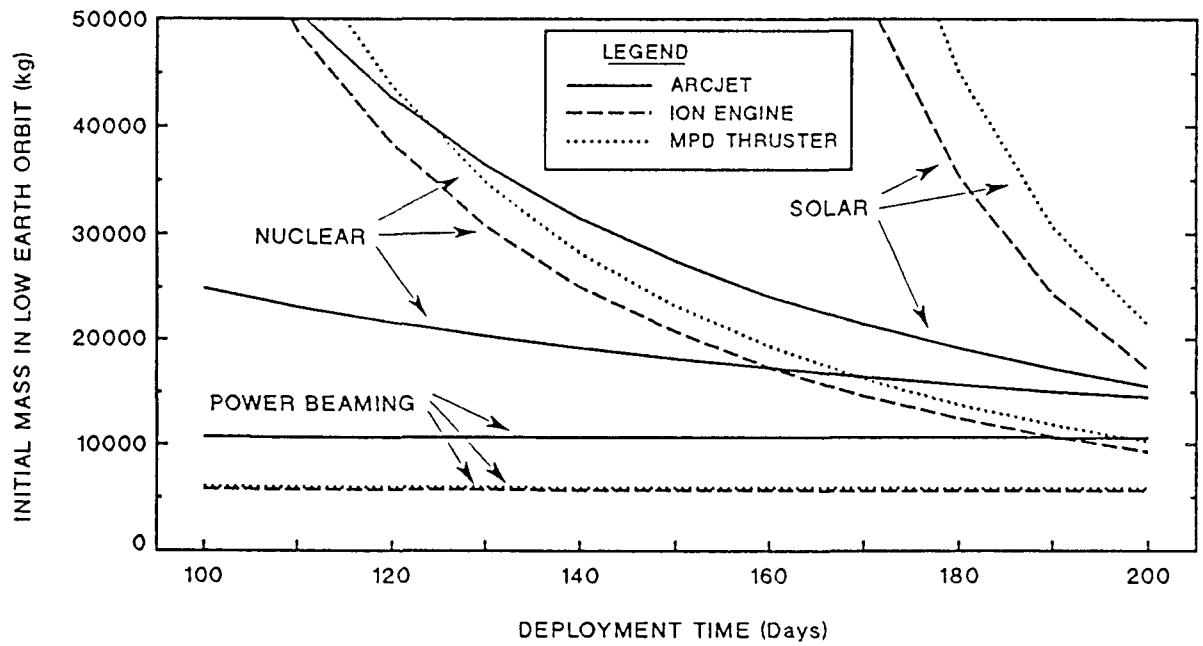 INITIAL MASS IN LOW EARTH ORBIT (kg)
50000
40000
30000
20000
10000
0
LEGEND
ARCJET
ION ENGINE
MPD THRUSTER
SOLAR
NUCLEAR
POWER BEAMING
100
120
140
160
180
200
DEPLOYMENT TIME (Days)